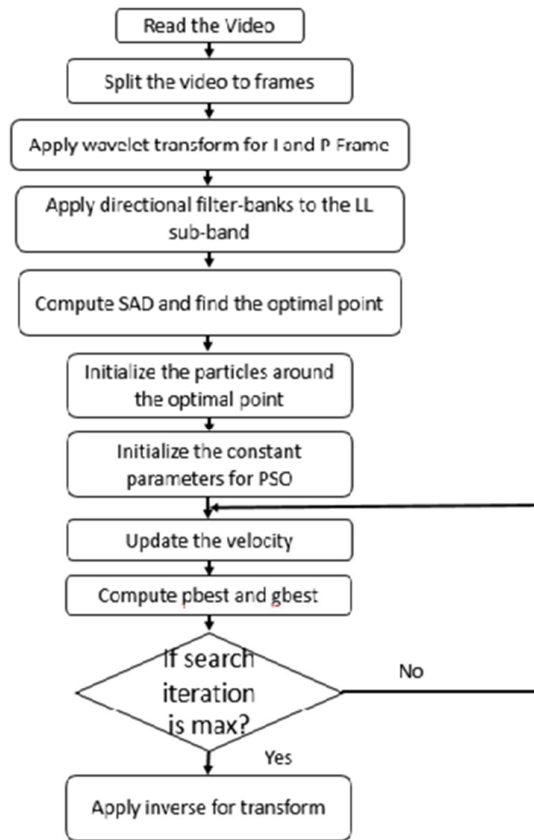 Read the Video
Split the video to frames
Apply wavelet transform for I and P Frame
Apply directional filter-banks to the LL
sub-band
Compute SAD and find the optimal point
Initialize the particles around
the optimal point
Initialize the constant
parameters for PSO
Update the velocity
Compute pbest and gbest
If search
iteration
is max?
No
Yes
Apply inverse for transform